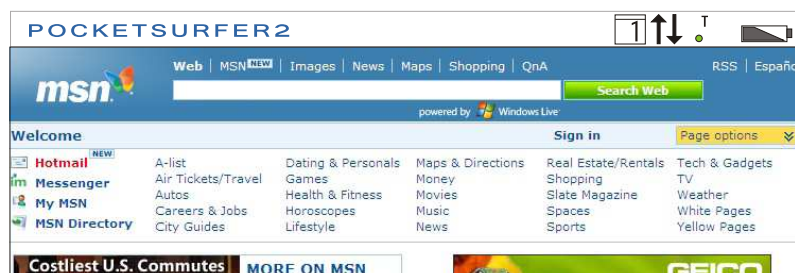 POCKETSURFER2 1 T
Web | MSN NEW | Images | News | Maps | Shopping | QnA RSS | Españo
msn
Search Web
powered by Windows Live
Welcome Sign in Page options
NEW
Hotmail A-list Dating & Personals Maps & Directions Real Estate/Rentals Tech & Gadgets
im Messenger Air Tickets/Travel Games Money Shopping TV
My MSN Autos Health & Fitness Movies Slate Magazine Weather
MSN Directory Careers & Jobs Horoscopes Music Spaces White Pages
City Guides Lifestyle News Sports Yellow Pages
Costliest U.S. Commutes MORE ON MSN GEICO